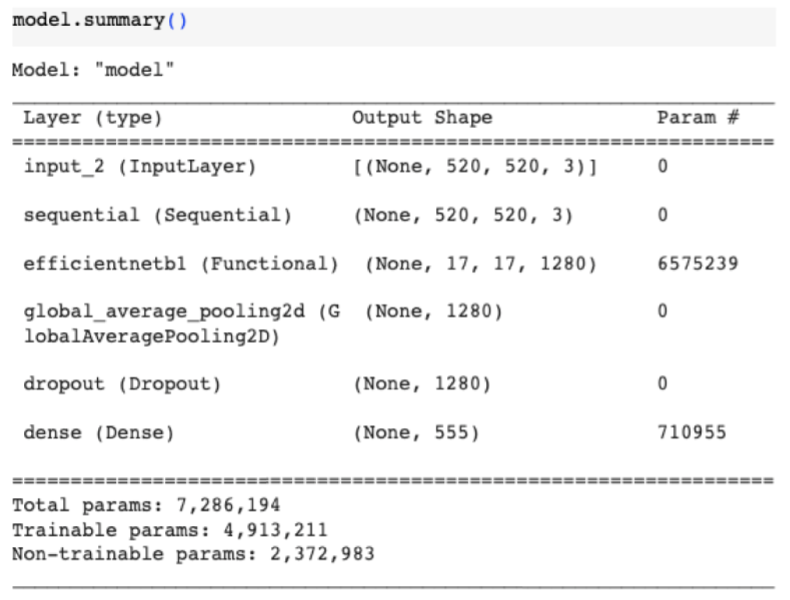 model.summary()
Model: "model"
Layer (type) Output Shape Param #
=================================================================
input_2 (InputLayer) [(None, 520, 520, 3)] 0
sequential (Sequential) (None, 520, 520, 3) 0
efficientnetb1 (Functional) (None, 17, 17, 1280) 6575239
global_average_pooling2d (G (None, 1280) 0
lobalAveragePooling2D)
dropout (Dropout) (None, 1280) 0
dense (Dense) (None, 555) 710955
=================================================================
Total params: 7,286,194
Trainable params: 4,913,211
Non-trainable params: 2,372,983